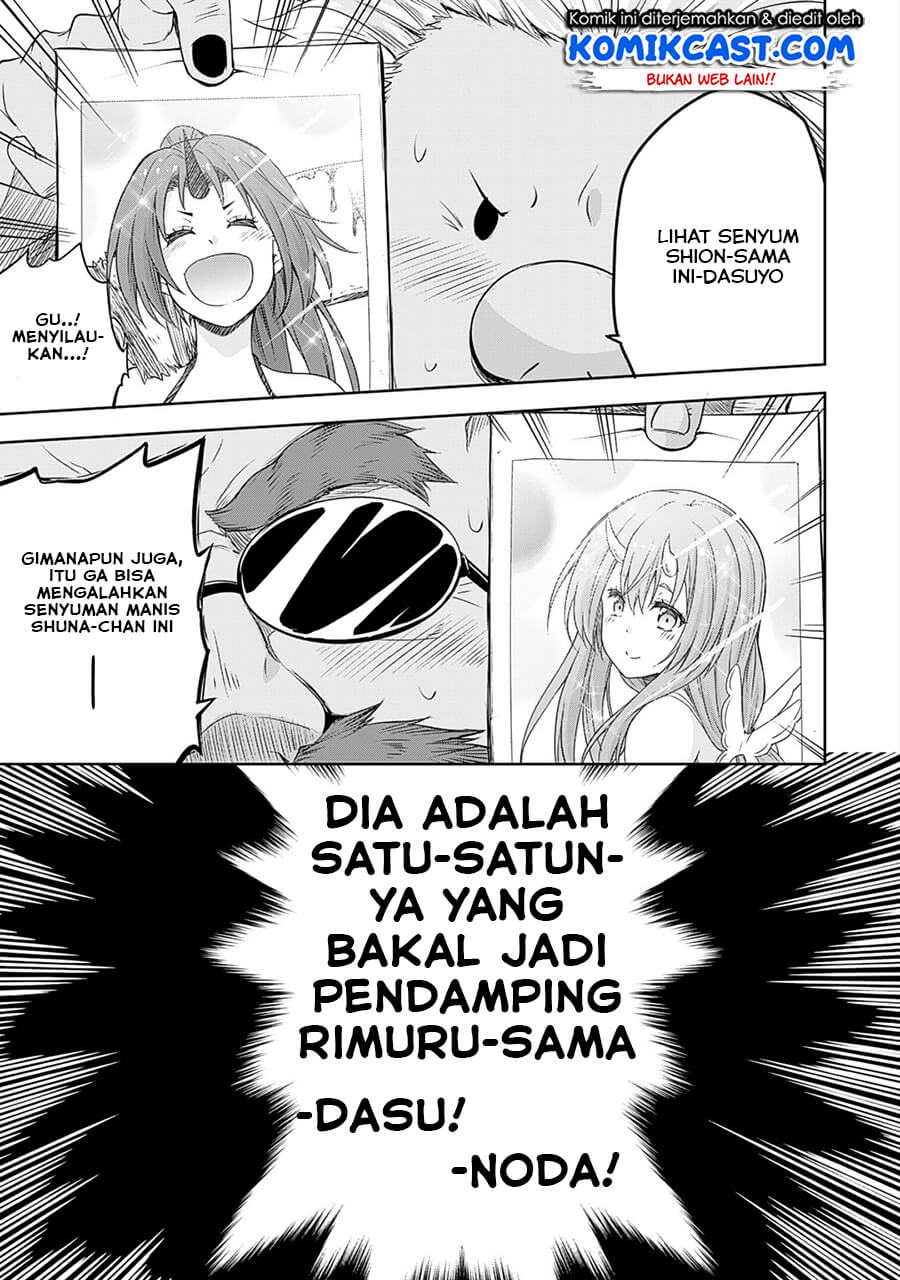 Komik ini diterjemahkan & diedit oleh
KOMIKCAST.COM
BUKAN WEB LAIN!!
LIHAT SENYUM
SHION-SAMA
INI-DASUYO
GU..!
MENYILAU-
KAN...!
GIMANAPUN JUGA,
ITU GA BISA
MENGALAHKAN
SENYUMAN MANIS
SHUNA-CHAN INI
DIA ADALAH
SATU-SATUN-
YA YANG
BAKAL JADI
PENDAMPING
RIMURU-SAMA
-DASU!
-NODA!